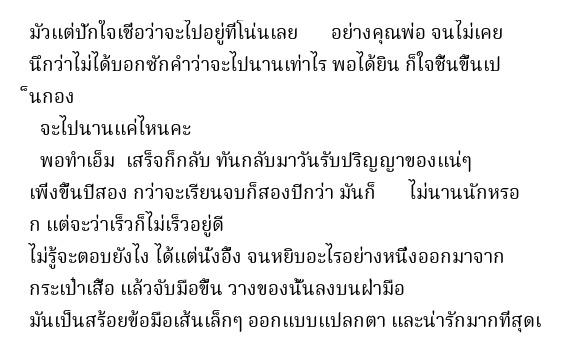 มัวแต่ปักใจเชื่อว่าจะไปอยู่ที่โน่นเลย อย่างคุณพ่อ จนไม่เคย
นึกว่าไม่ได้บอกซักคำว่าจะไปนานเท่าไร พอได้ยิน ก็ใจชื้นขึ้นเป
็นกอง
จะไปนานแค่ไหนคะ
พอทำเอ็ม เสร็จก็กลับ ทันกลับมาวันรับปริญญาของแน่ๆ
เพิ่งขึ้นปีสอง กว่าจะเรียนจบก็สองปีกว่า มันก็ ไม่นานนักหรอ
ก แต่จะว่าเร็วก็ไม่เร็วอยู่ดี
ไม่รู้จะตอบยังไง ได้แต่นั่งอึ้ง จนหยิบอะไรอย่างหนึ่งออกมาจาก
กระเป๋าเสื้อ แล้วจับมือขึ้น วางของนั้นลงบนฝ่ามือ
มันเป็นสร้อยข้อมือเส้นเล็กๆ ออกแบบแปลกตา และน่ารักมากที่สุดเ